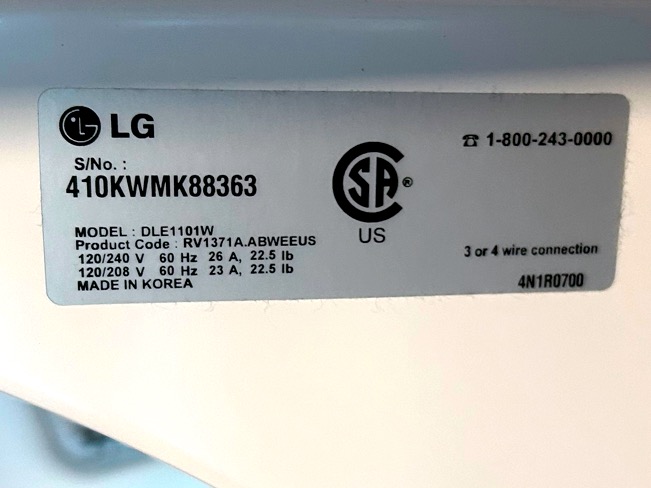 LG
☎ 1-800-243-0000
S/No. :
410KWMK88363
SA ®
US
MODEL : DLE1101W
Product Code : RV1371A.ABWEEUS
120/240 V 60 Hz 26 A, 22.5 lb
120/208 V 60 Hz 23 A, 22.5 lb
MADE IN KOREA
3 or 4 wire connection
4N1R0700